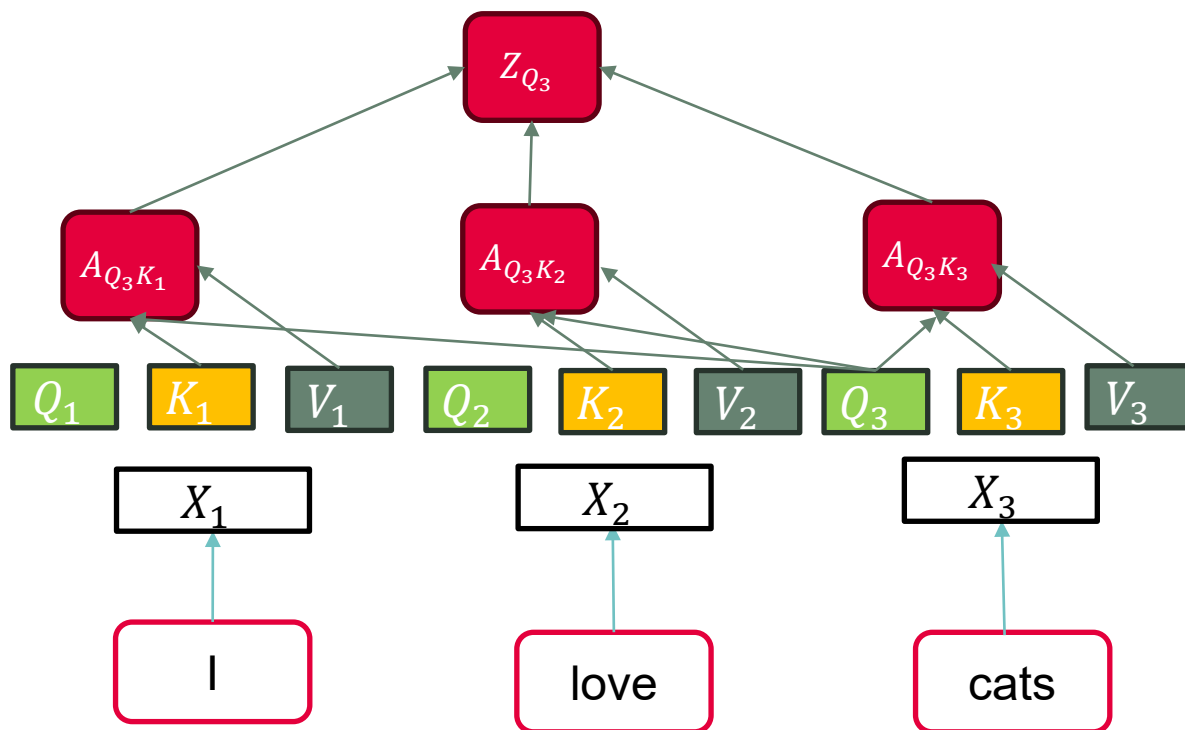 Z_{Q_3}
A_{Q_3K_1} A_{Q_3K_2} A_{Q_3K_3}
Q_1 K_1 V_1 Q_2 K_2 V_2 Q_3 K_3 V_3
X_1 X_2 X_3
I love cats